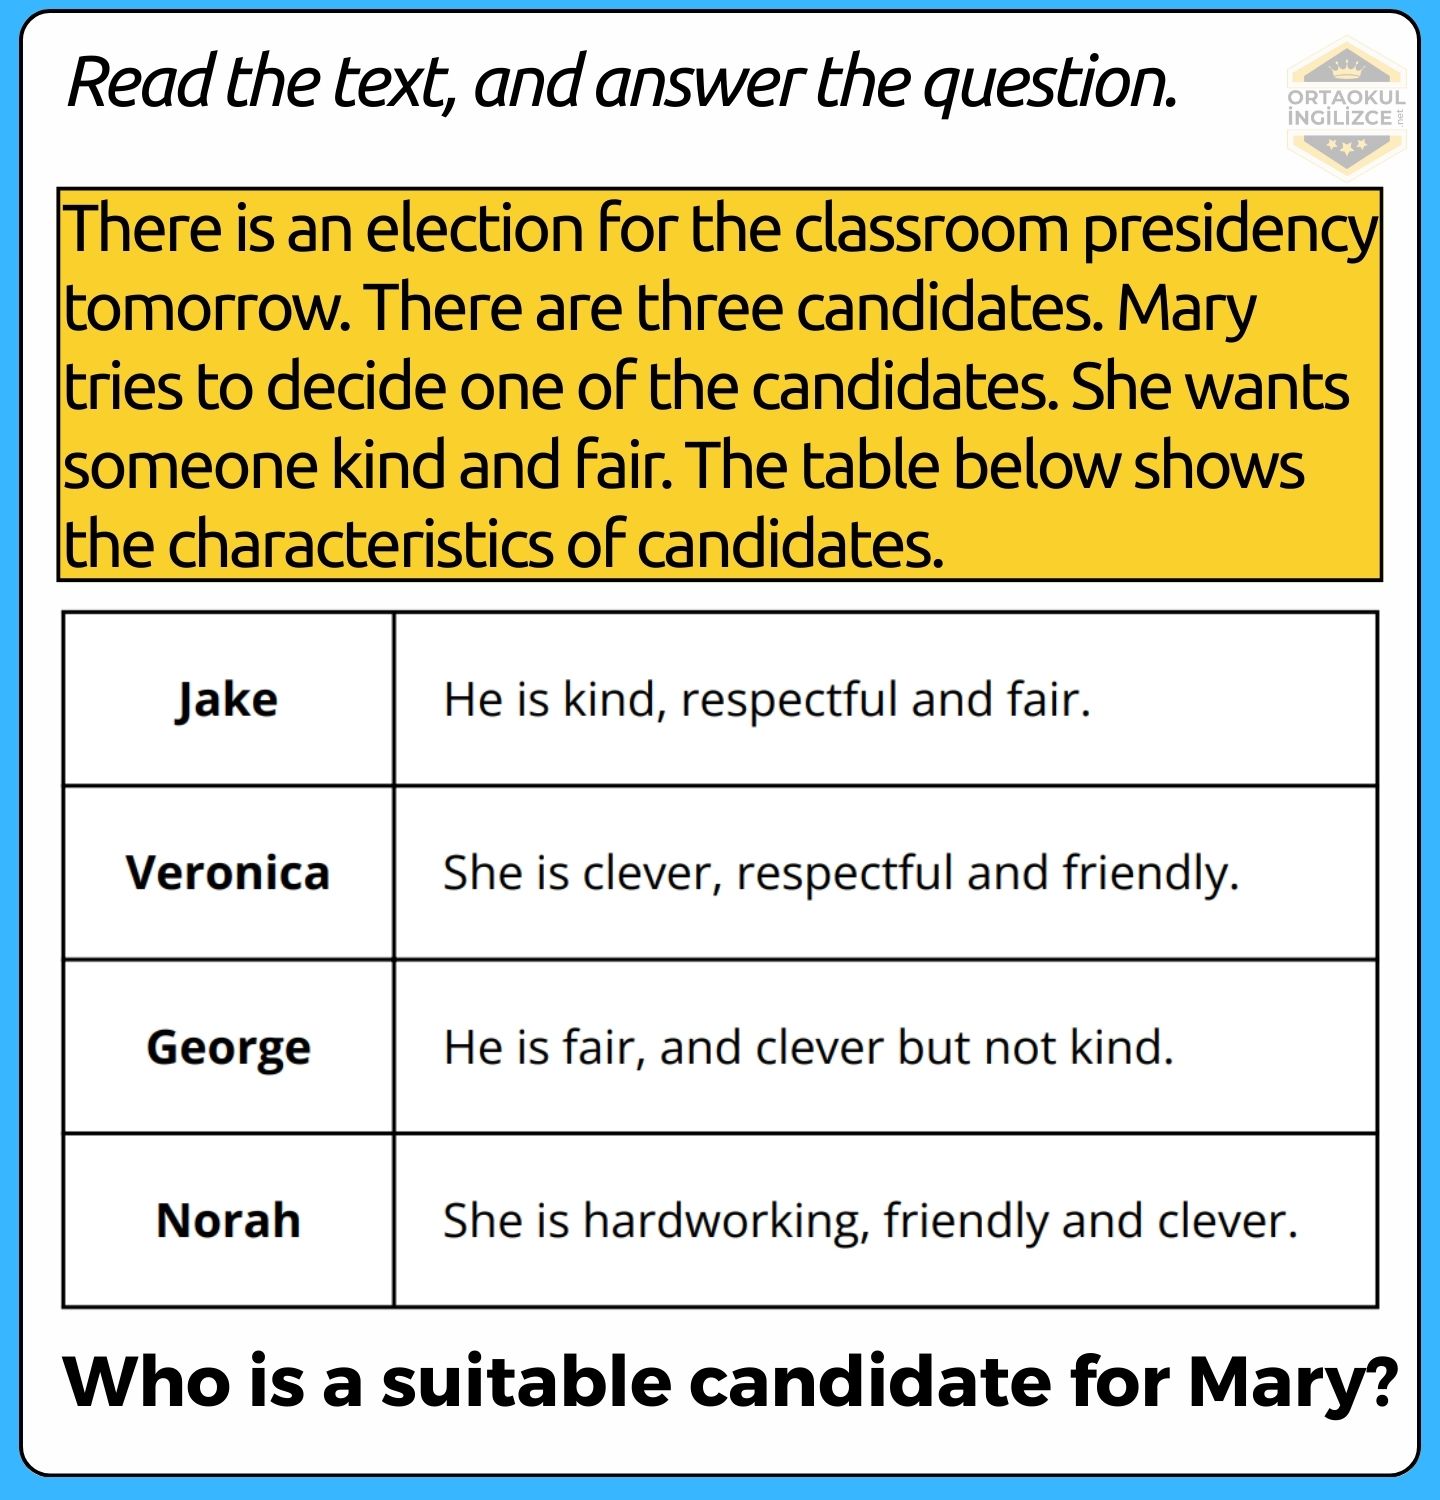 Read the text, and answer the question.
ORTAOKUL
İNGİLİZCE
.net
There is an election for the classroom presidency
tomorrow. There are three candidates. Mary
tries to decide one of the candidates. She wants
someone kind and fair. The table below shows
the characteristics of candidates.
Jake He is kind, respectful and fair.
Veronica She is clever, respectful and friendly.
George He is fair, and clever but not kind.
Norah She is hardworking, friendly and clever.
Who is a suitable candidate for Mary?